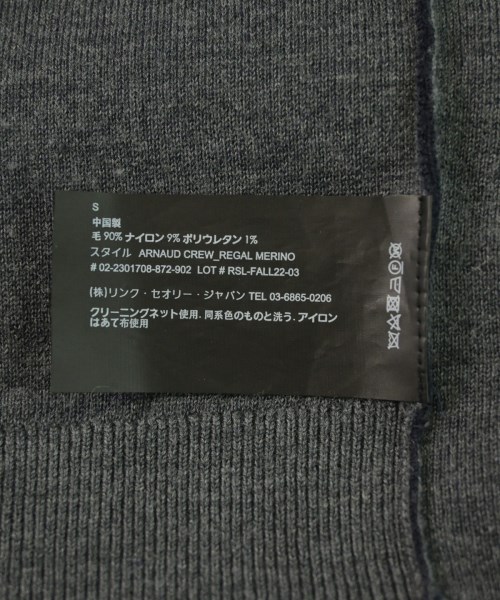 S
中国製
毛 90% ナイロン 9% ポリウレタン 1%
スタイル ARNAUD CREW_REGAL MERINO
# 02-2301708-872-902 LOT # RSL-FALL22-03
(株)リンク・セオリー・ジャパン TEL 03-6865-0206
クリーニングネット使用. 同系色のものと洗う. アイロン
はあて布使用